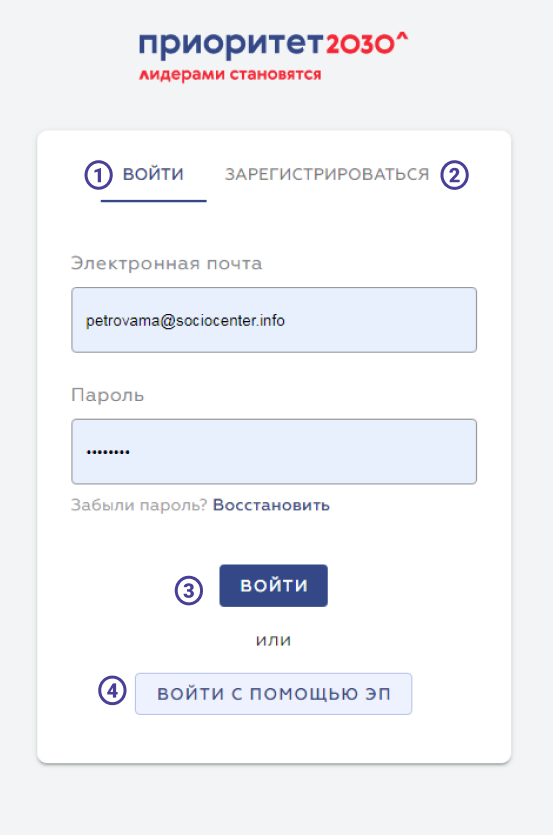 приоритет2030^
лидерами становятся
1 ВОЙТИ ЗАРЕГИСТРИРОВАТЬСЯ 2
Электронная почта
petrovama@sociocenter.info
Пароль
••••••••
Забыли пароль? Восстановить
3 ВОЙТИ
или
4 ВОЙТИ С ПОМОЩЬЮ ЭП